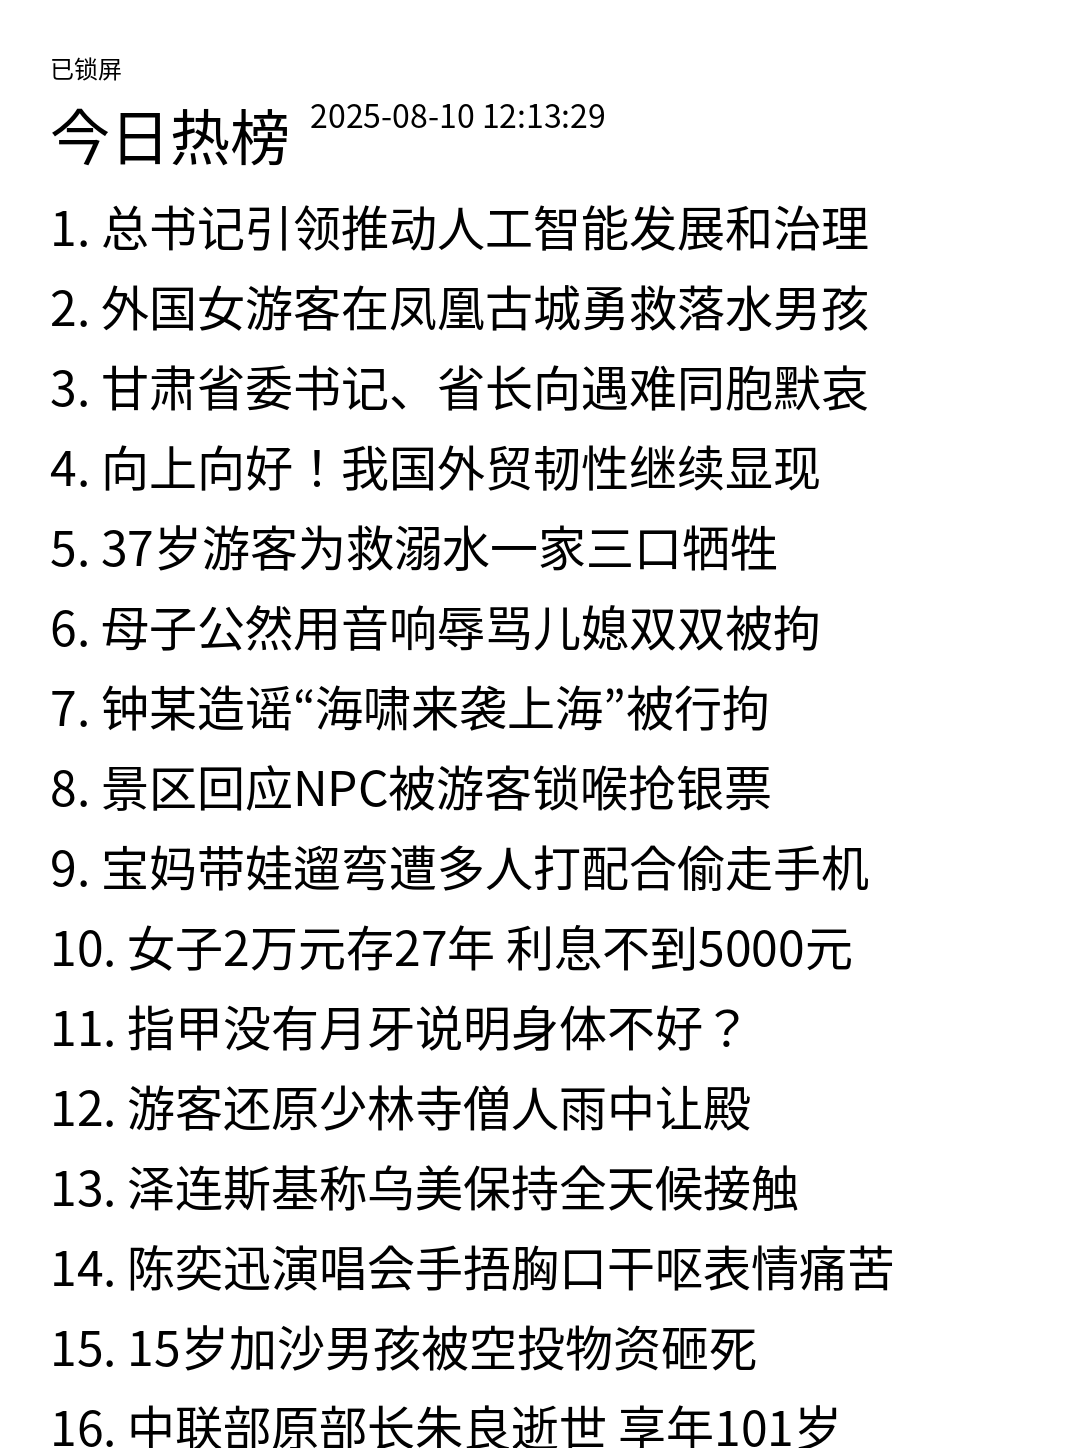 已锁屏
今日热榜 2025-08-10 12:13:29
1. 总书记引领推动人工智能发展和治理
2. 外国女游客在凤凰古城勇救落水男孩
3. 甘肃省委书记、省长向遇难同胞默哀
4. 向上向好！我国外贸韧性继续显现
5. 37岁游客为救溺水一家三口牺牲
6. 母子公然用音响辱骂儿媳双双被拘
7. 钟某造谣“海啸来袭上海”被行拘
8. 景区回应NPC被游客锁喉抢银票
9. 宝妈带娃遛弯遭多人打配合偷走手机
10. 女子2万元存27年 利息不到5000元
11. 指甲没有月牙说明身体不好？
12. 游客还原少林寺僧人雨中让殿
13. 泽连斯基称乌美保持全天候接触
14. 陈奕迅演唱会手捂胸口干呕表情痛苦
15. 15岁加沙男孩被空投物资砸死
16. 中联部原部长朱良逝世 享年101岁